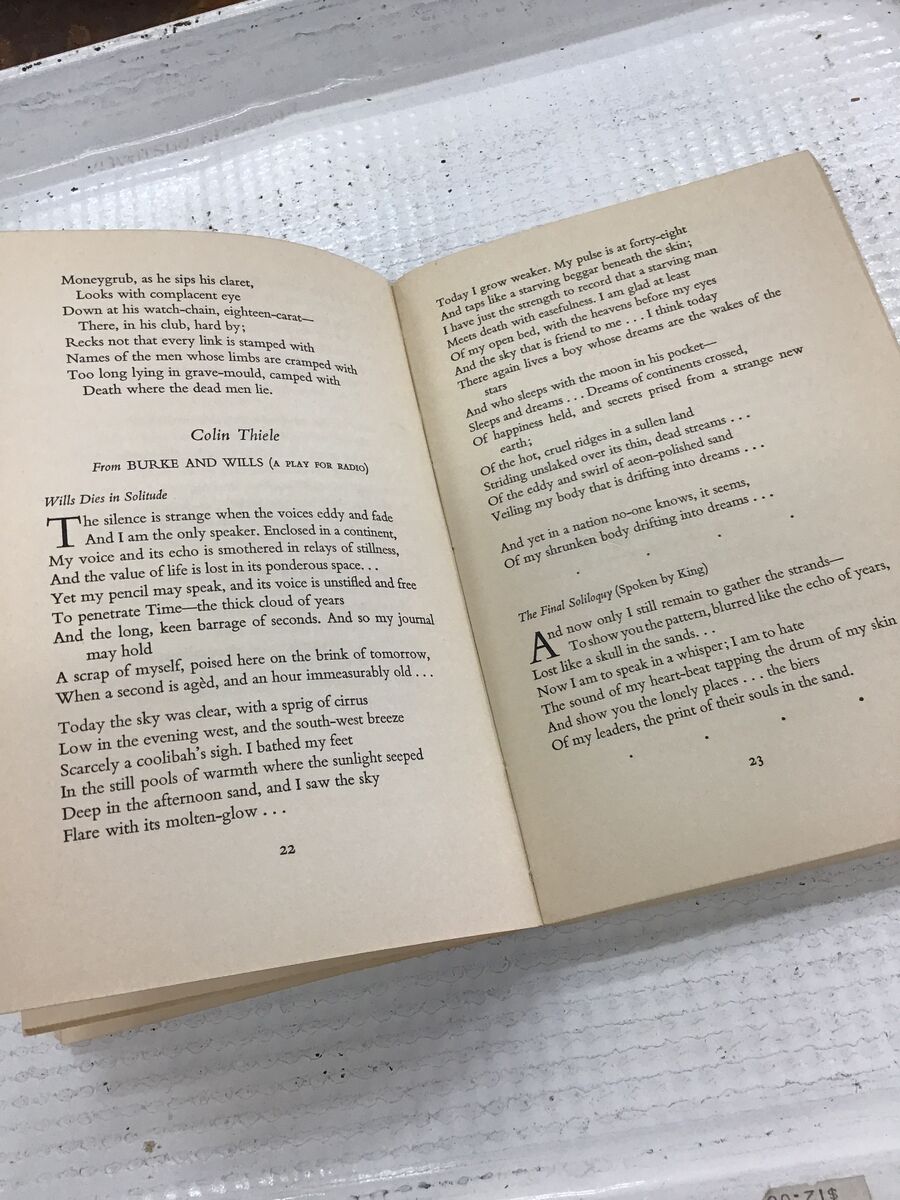 Moneygrub, as he sips his claret,
Looks with complacent eye
Down at his watch-chain, eighteen-carat—
There, in his club, hard by;
Recks not that every link is stamped with
Names of the men whose limbs are cramped with
Too long lying in grave-mould, camped with
Death where the dead men lie.
Colin Thiele
From BURKE AND WILLS (A PLAY FOR RADIO)
Wills Dies in Solitude
The silence is strange when the voices eddy and fade
And I am the only speaker. Enclosed in a continent,
My voice and its echo is smothered in relays of stillness,
And the value of life is lost in its ponderous space...
Yet my pencil may speak, and its voice is unstifled and free
To penetrate Time—the thick cloud of years
And the long, keen barrage of seconds. And so my journal
may hold
A scrap of myself, poised here on the brink of tomorrow,
When a second is agèd, and an hour immeasurably old...
Today the sky was clear, with a sprig of cirrus
Low in the evening west, and the south-west breeze
Scarcely a coolibah's sigh. I bathed my feet
In the still pools of warmth where the sunlight seeped
Deep in the afternoon sand, and I saw the sky
Flare with its molten-glow...
22
Today I grow weaker. My pulse is at forty-eight
And taps like a starving beggar beneath the skin;
I have just the strength to record that a starving man
Meets death with easefulness. I am glad at least
Of my open bed, with the heavens before my eyes
And the sky that is friend to me... I think today
There again lives a boy whose dreams are the wakes of the
stars
And who sleeps with the moon in his pocket—
Sleeps and dreams... Dreams of continents crossed,
Of happiness held, and secrets prised from a strange new
earth;
Of the hot, cruel ridges in a sullen land
Striding unslaked over its thin, dead streams...
Of the eddy and swirl of aeon-polished sand
Veiling my body that is drifting into dreams...
And yet in a nation no-one knows, it seems,
Of my shrunken body drifting into dreams...
. . . .
The Final Soliloquy (Spoken by King)
And now only I still remain to gather the strands—
To show you the pattern, blurred like the echo of years,
Lost like a skull in the sands...
Now I am to speak in a whisper; I am to hate
The sound of my heart-beat tapping the drum of my skin
And show you the lonely places... the biers
Of my leaders, the print of their souls in the sand.
. . . .
23